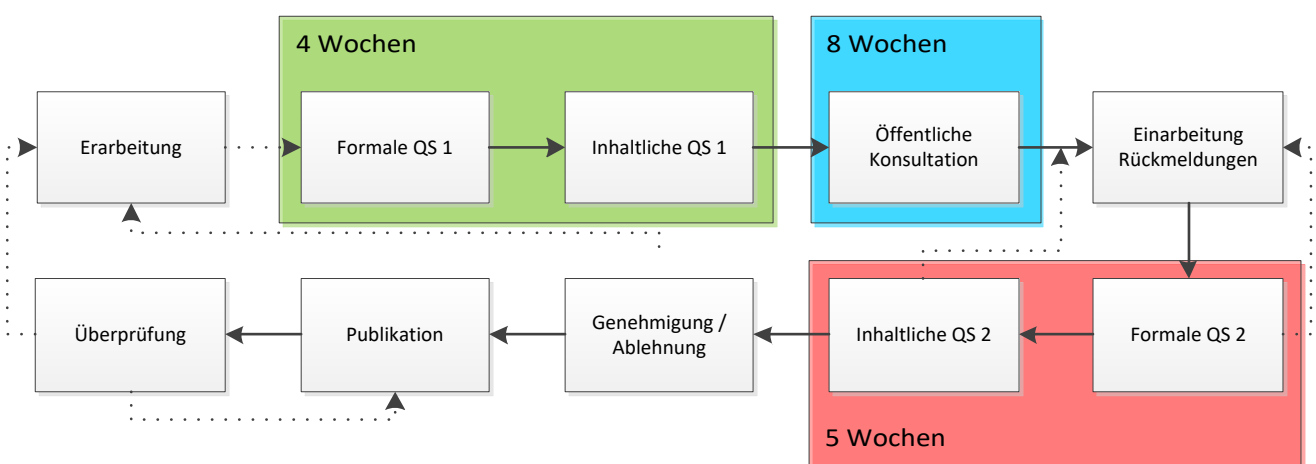 4 Wochen
8 Wochen
Erarbeitung
Formale QS 1
Inhaltliche QS 1
Öffentliche
Konsultation
Einarbeitung
Rückmeldungen
Überprüfung
Publikation
Genehmigung /
Ablehnung
Inhaltliche QS 2
Formale QS 2
5 Wochen